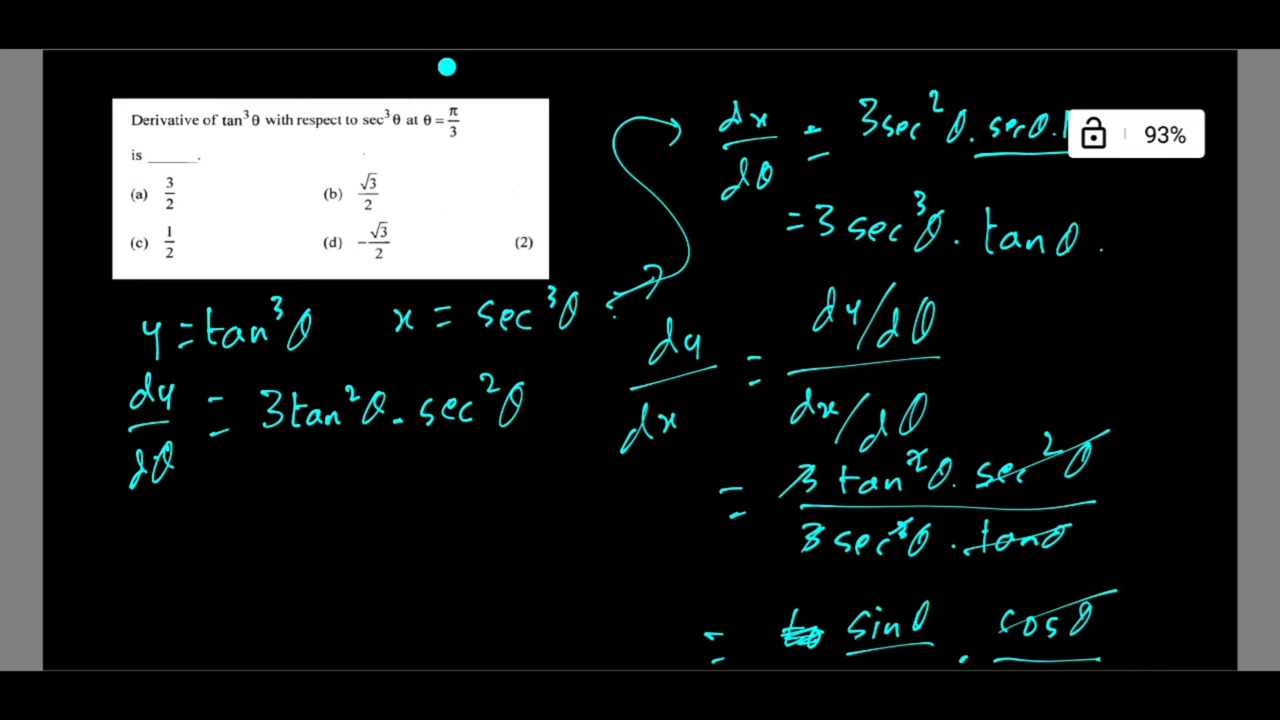 Derivative of tan³ θ with respect to sec³ θ at θ = π/3
is ______.
(a) 3/2 (b) √3/2
(c) 1/2 (d) -√3/2 (2)
y = tan³θ x = sec³θ
dy/dθ = 3tan²θ . sec²θ
dx/dθ = 3sec²θ . secθ .
93%
= 3 sec³θ . tanθ .
dy/dx = dy/dθ / dx/dθ
= 3 tan²θ . sec²θ / 3 sec³θ . tanθ
= sinθ . cosθ